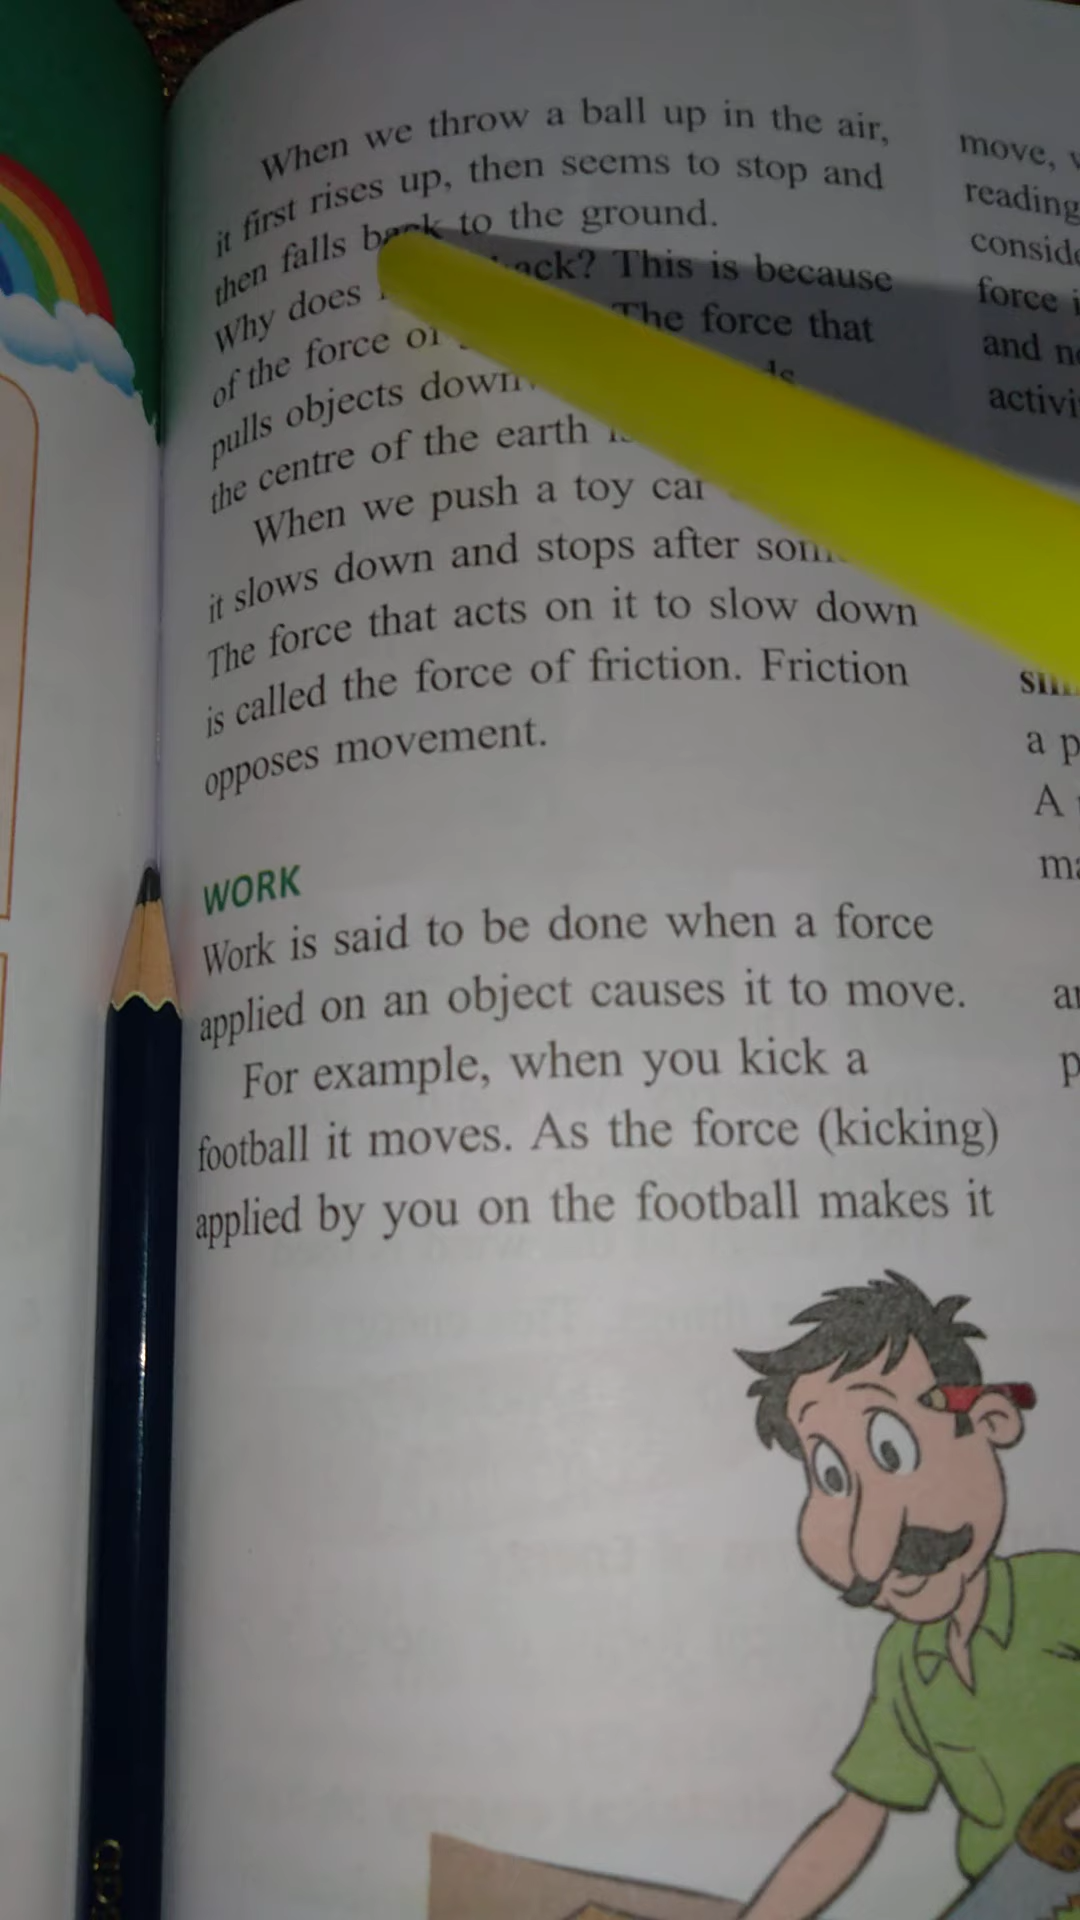 When we throw a ball up in the air,
it first rises up, then seems to stop and
then falls back to the ground.
Why does back? This is because
of the force The force that
pulls objects
the centre of the earth
When we push a toy car
it slows down and stops after
The force that acts on it to slow down
is called the force of friction. Friction
opposes movement.
WORK
Work is said to be done when a force
applied on an object causes it to move.
For example, when you kick a
football it moves. As the force (kicking)
applied by you on the football makes it
move,
reading
force
and
a
A